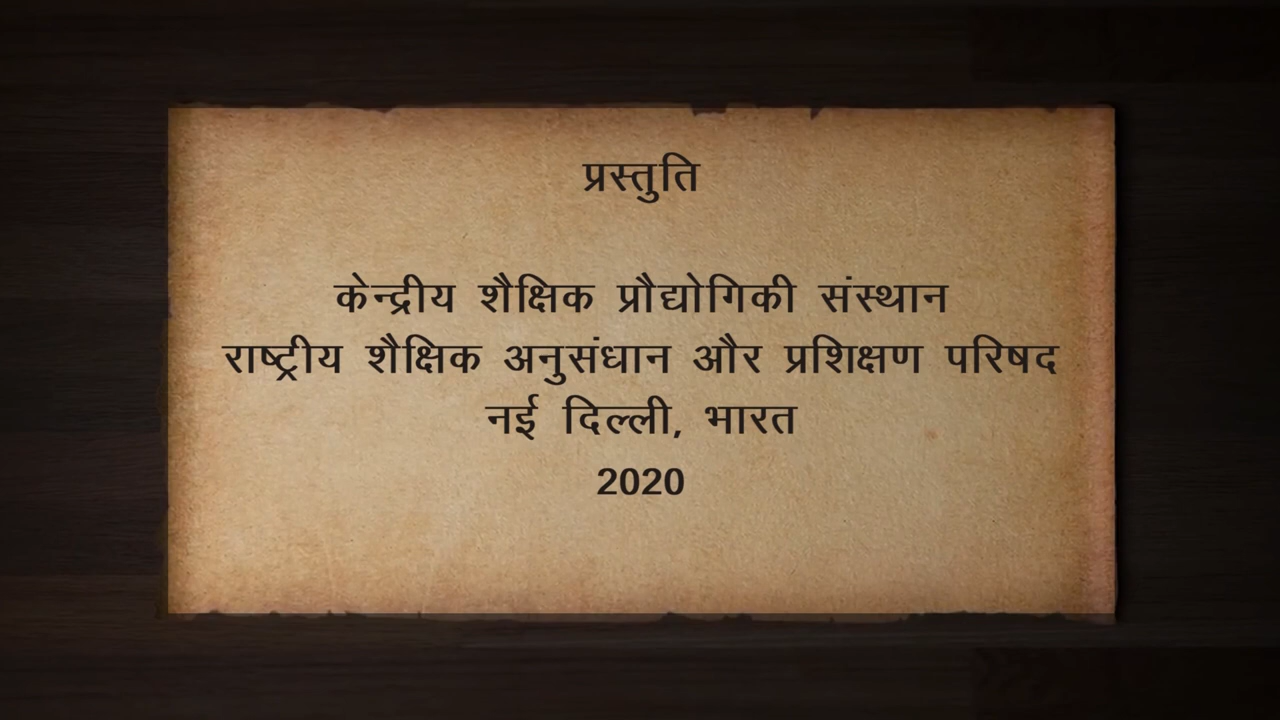 प्रस्तुति
केन्द्रीय शैक्षिक प्रौद्योगिकी संस्थान
राष्ट्रीय शैक्षिक अनुसंधान और प्रशिक्षण परिषद
नई दिल्ली, भारत
2020